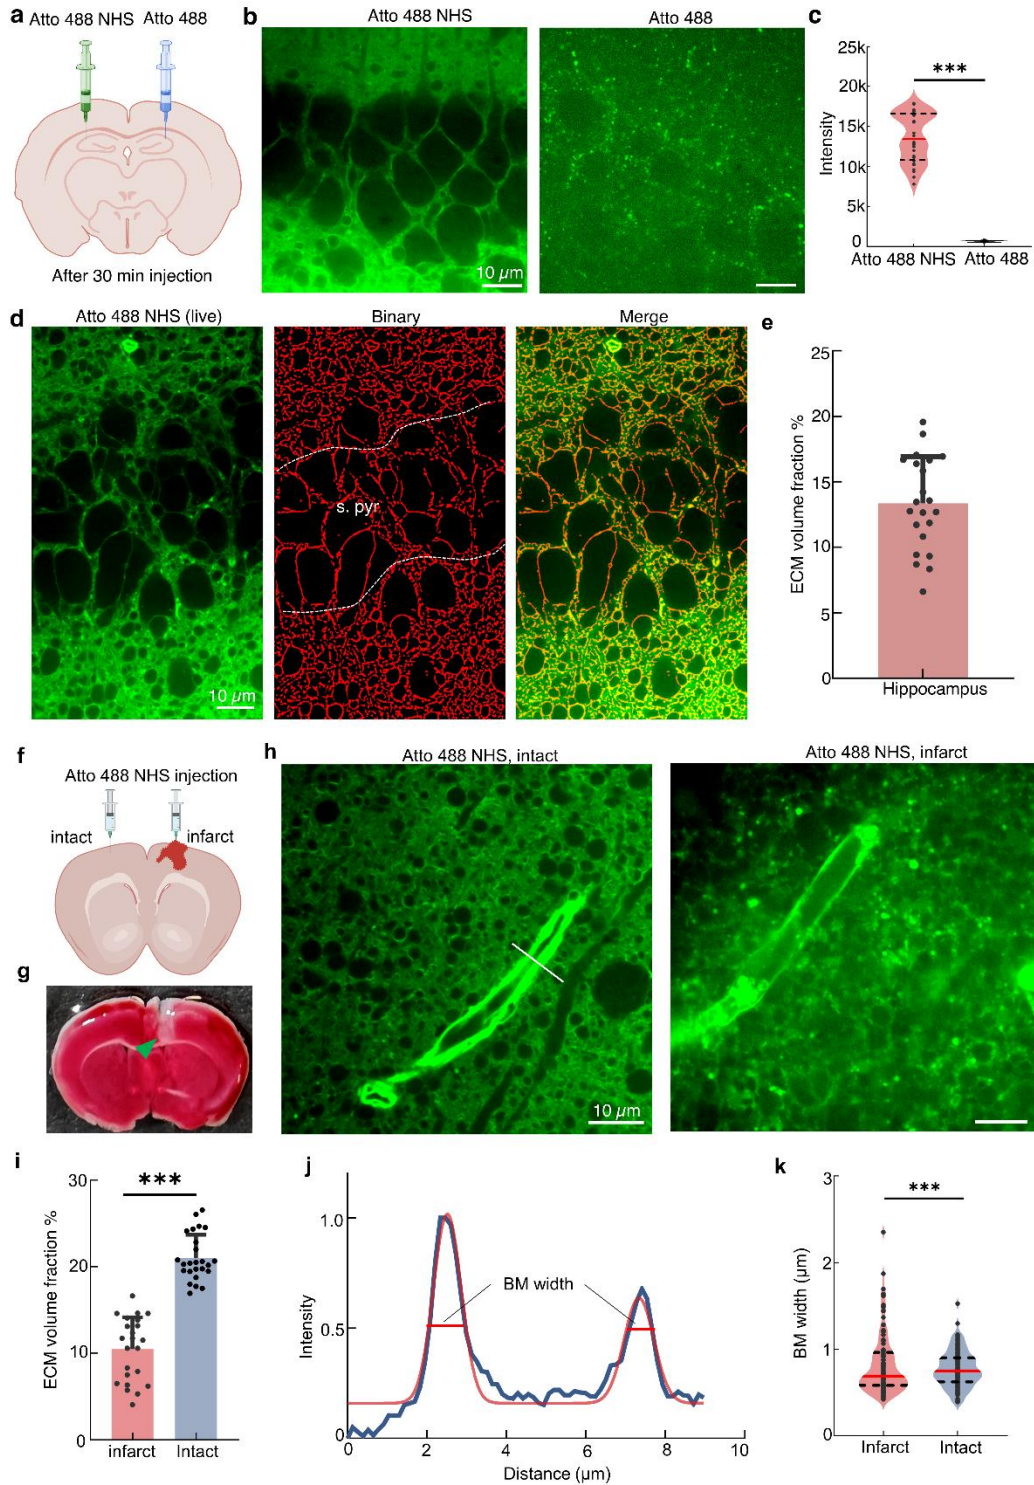 a
Atto 488 NHS
Atto 488
After 30 min injection
b
Atto 488 NHS
Atto 488
10 µm
c
***
25k
20k
15k
10k
5k
0
Intensity
Atto 488 NHS
Atto 488
d
Atto 488 NHS (live)
Binary
Merge
s. pyr
10 µm
e
25
20
15
10
5
0
ECM volume fraction %
Hippocampus
f
Atto 488 NHS injection
intact
infarct
g
h
Atto 488 NHS, intact
Atto 488 NHS, infarct
10 µm
i
***
30
20
10
0
ECM volume fraction %
infarct
Intact
j
1.0
0.5
0
Intensity
BM width
0 2 4 6 8 10
Distance (µm)
k
***
3
2
1
0
BM width (µm)
Infarct
Intact